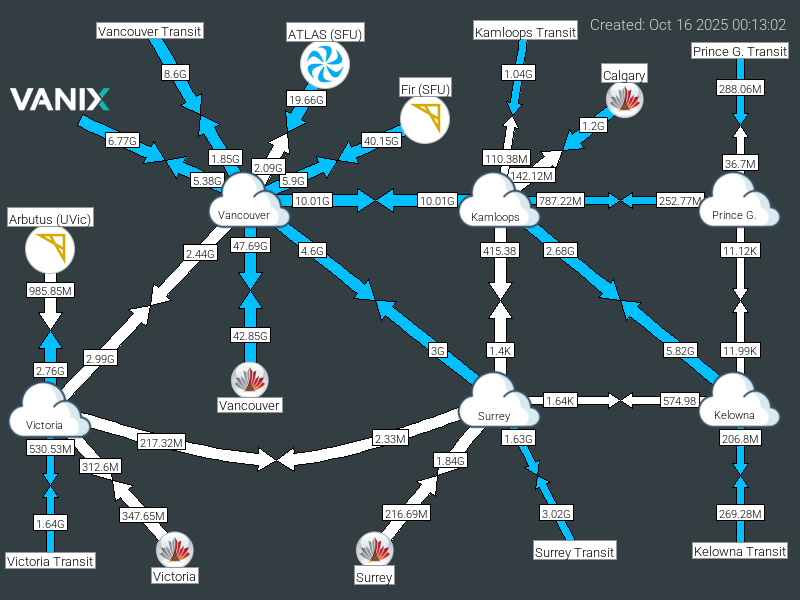 Created: Oct 16 2025 00:13:02
Vancouver Transit
ATLAS (SFU)
Kamloops Transit
Prince G. Transit
8.6G
1.04G
Calgary
288.06M
VANIX
19.66G
Fir (SFU)
1.2G
6.77G
40.15G
1.85G
2.09G
110.38M
36.7M
5.38G
5.9G
142.12M
10.01G
10.01G
787.22M
252.77M
Vancouver
Kamloops
Prince G.
Arbutus (UVic)
47.69G
4.6G
415.38
2.68G
11.12K
2.44G
985.85M
42.85G
2.99G
3G
1.4K
5.82G
11.99K
2.76G
Vancouver
1.64K
574.98
Victoria
Surrey
Kelowna
530.53M
217.32M
2.33M
1.63G
206.8M
312.6M
1.84G
347.65M
216.69M
3.02G
269.28M
1.64G
Victoria Transit
Victoria
Surrey
Surrey Transit
Kelowna Transit